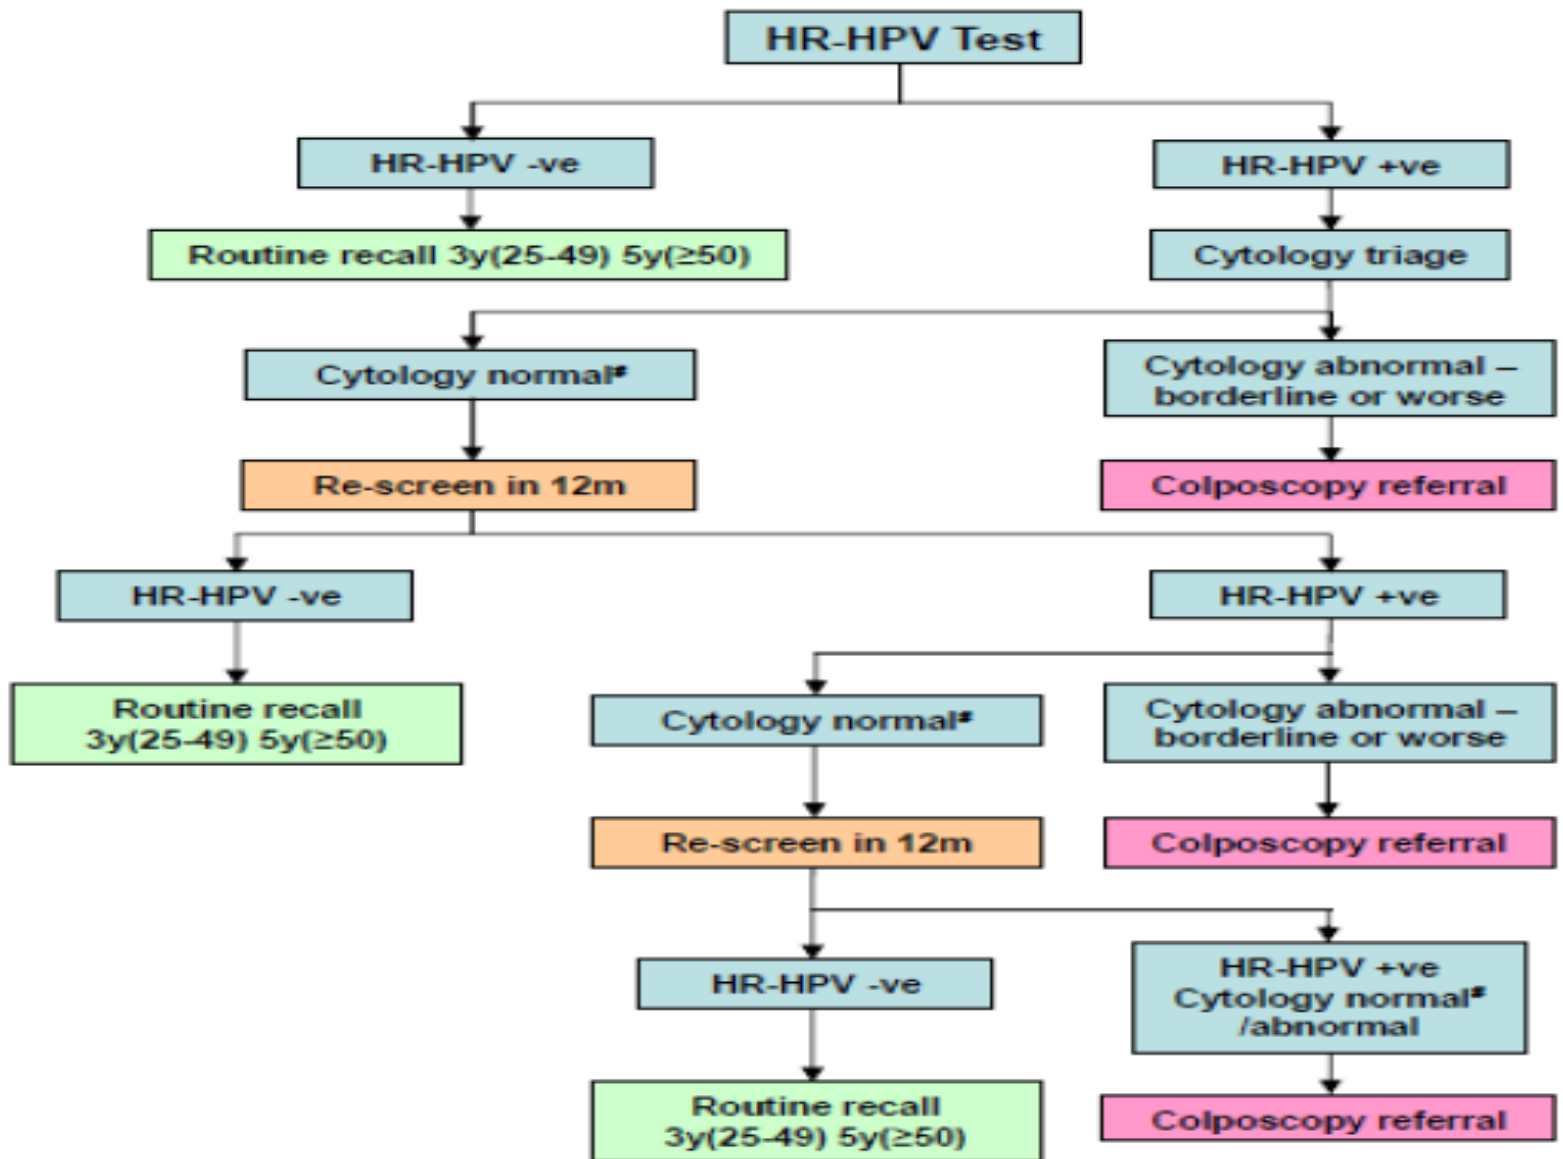 HR-HPV Test
HR-HPV -ve
HR-HPV +ve
Routine recall 3y(25-49) 5y(≥50)
Cytology triage
Cytology normal#
Cytology abnormal –
borderline or worse
Re-screen in 12m
Colposcopy referral
HR-HPV -ve
HR-HPV +ve
Routine recall
3y(25-49) 5y(≥50)
Cytology normal#
Cytology abnormal –
borderline or worse
Re-screen in 12m
Colposcopy referral
HR-HPV -ve
HR-HPV +ve
Cytology normal#
/abnormal
Routine recall
3y(25-49) 5y(≥50)
Colposcopy referral